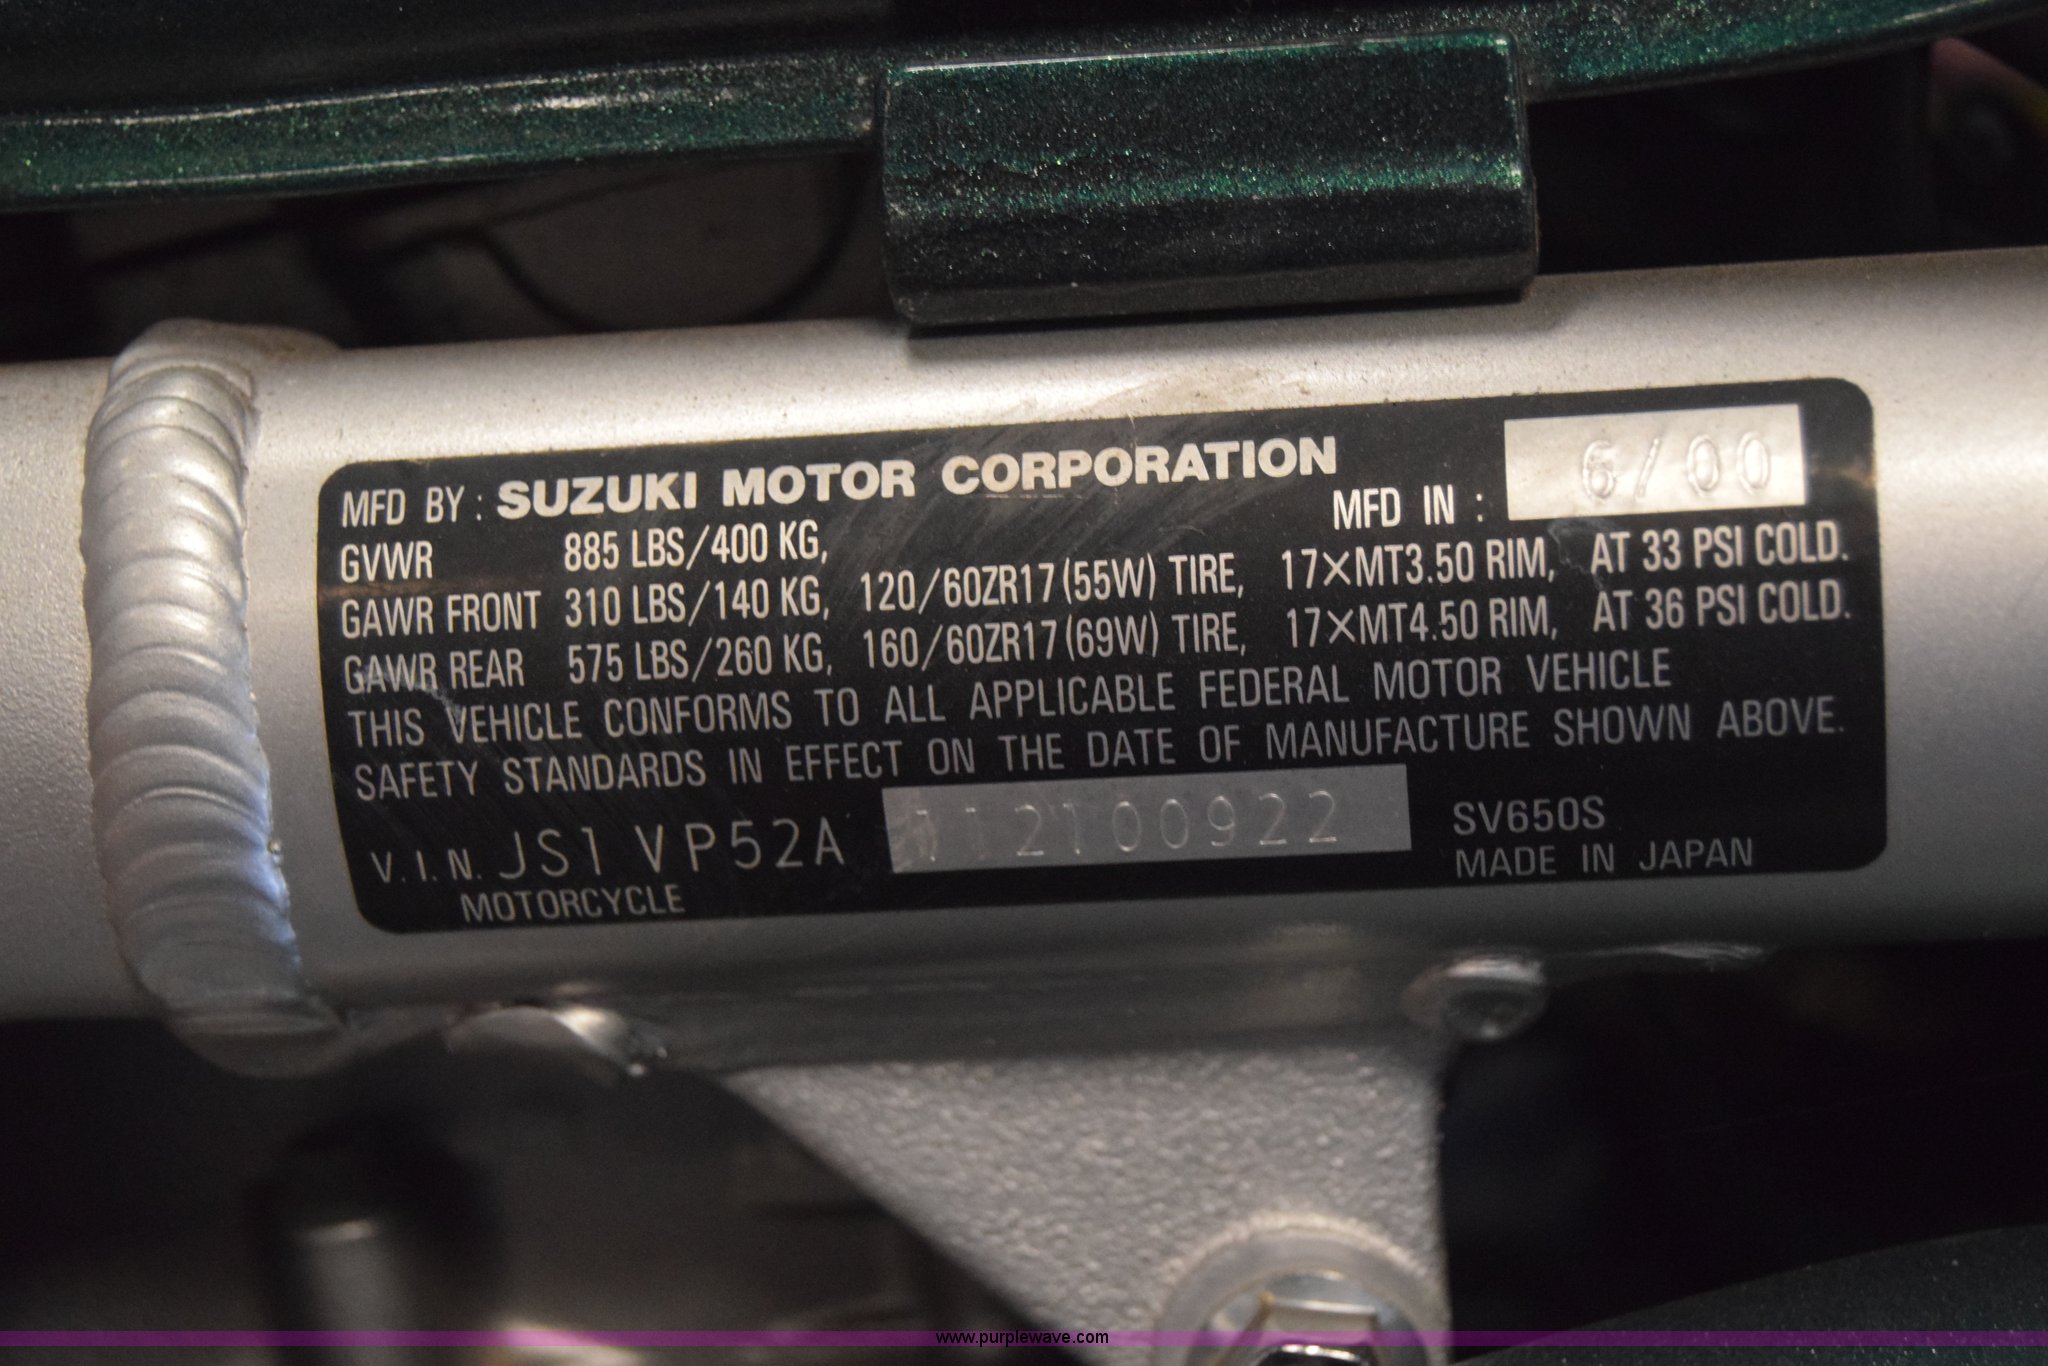 MFD BY : SUZUKI MOTOR CORPORATION
MFD IN : 6/00
GVWR 885 LBS/400 KG,
GAWR FRONT 310 LBS/140 KG, 120/60ZR17(55W) TIRE, 17×MT3.50 RIM, AT 33 PSI COLD.
GAWR REAR 575 LBS/260 KG, 160/60ZR17(69W) TIRE, 17×MT4.50 RIM, AT 36 PSI COLD.
THIS VEHICLE CONFORMS TO ALL APPLICABLE FEDERAL MOTOR VEHICLE
SAFETY STANDARDS IN EFFECT ON THE DATE OF MANUFACTURE SHOWN ABOVE.
V.I.N. JS1VP52A 112100922
SV650S
MOTORCYCLE
MADE IN JAPAN
www.purplewave.com